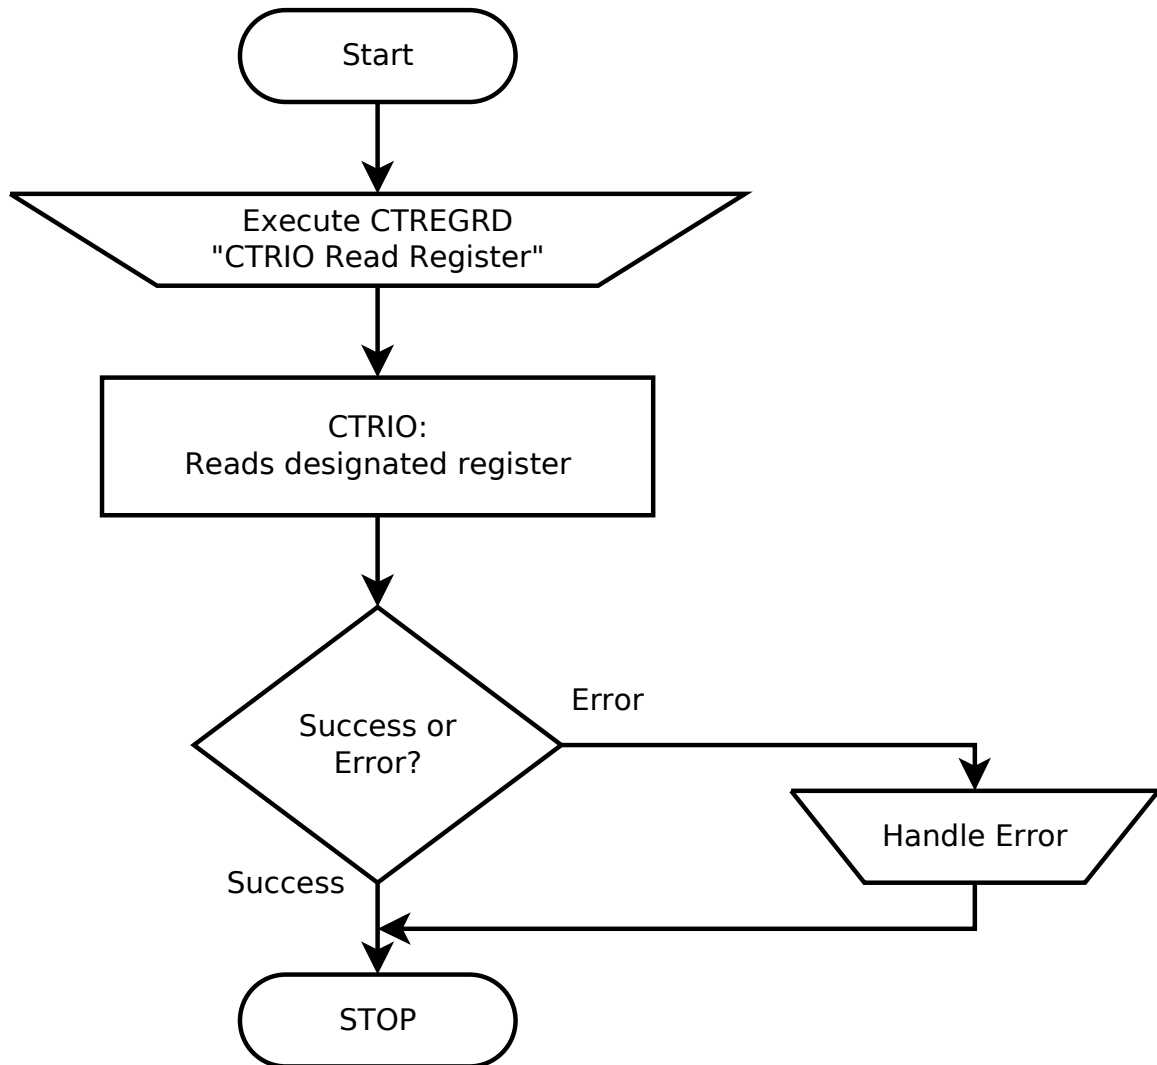 Start
Execute CTREGRD
"CTRIO Read Register"
CTRIO:
Reads designated register
Success or
Error?
Error
Handle Error
Success
STOP